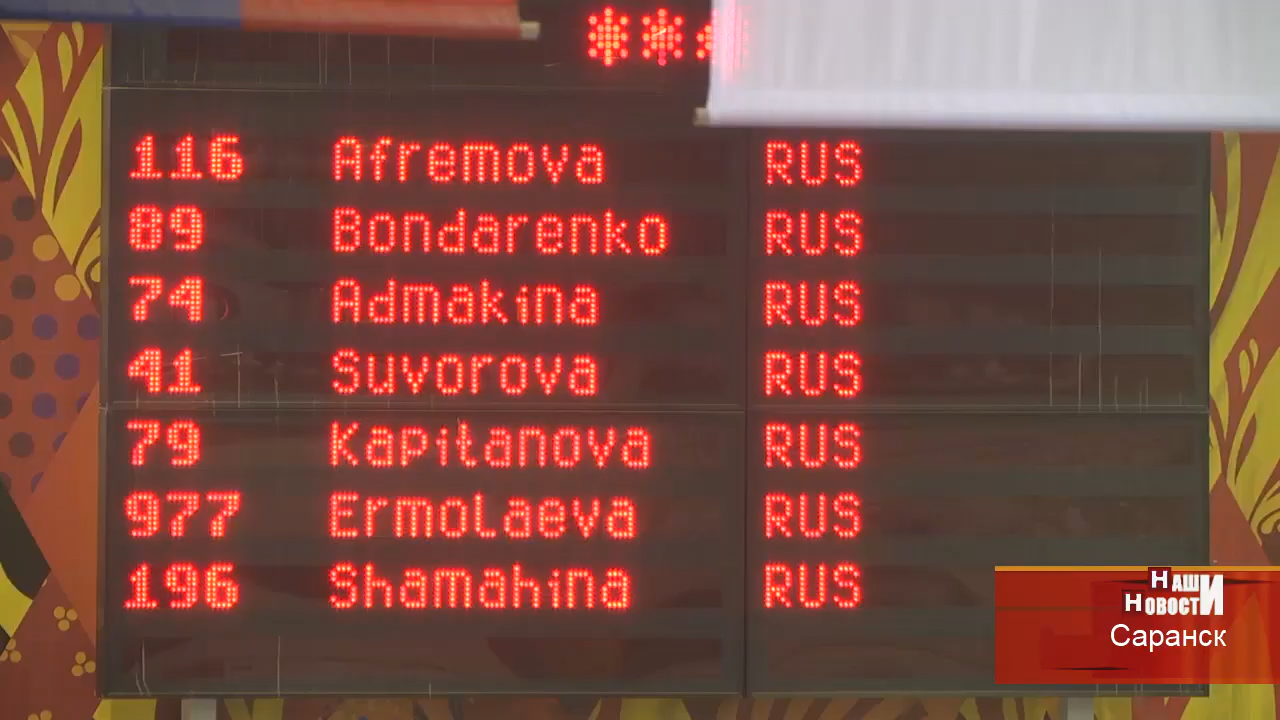 ***
116 Afremova RUS
89 Bondarenko RUS
74 Admakina RUS
41 Suvorova RUS
79 Kapitanova RUS
977 Ermolaeva RUS
196 Shamahina RUS
НАШИ
НОВОСТИ
Саранск